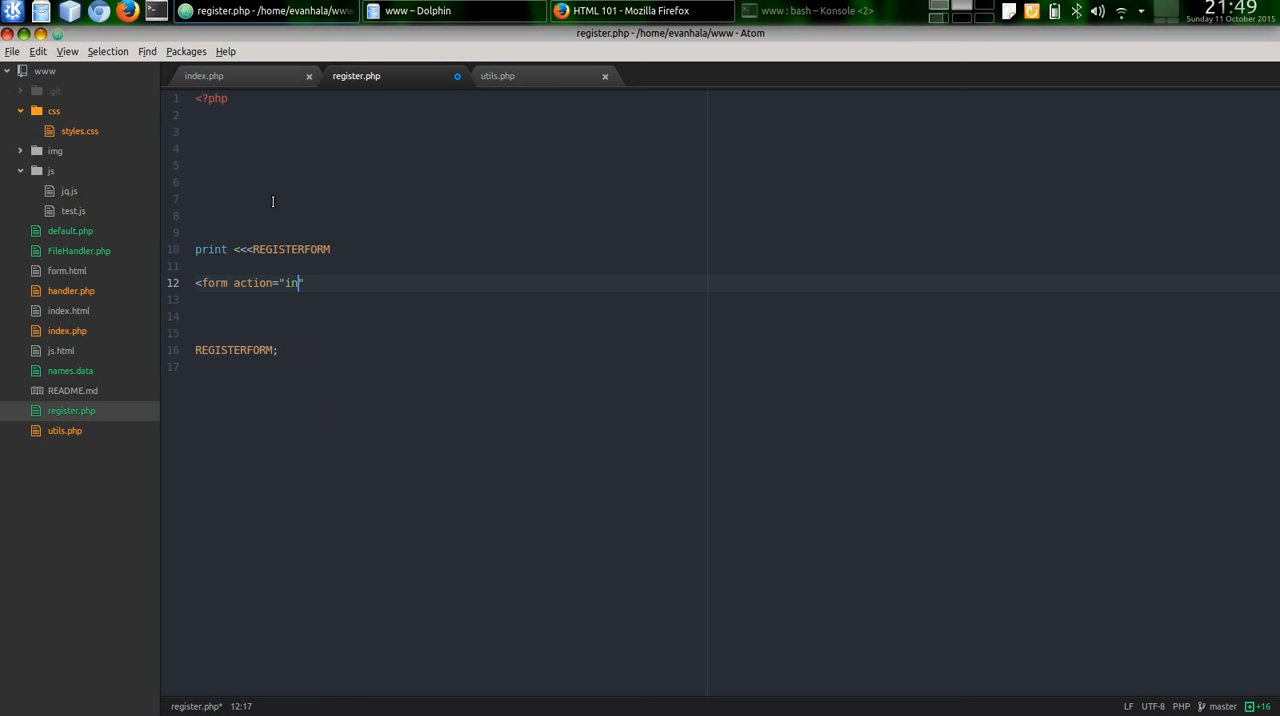 register.php - /home/evanhala/www
www – Dolphin
HTML 101 - Mozilla Firefox
www : bash – Konsole <2>
21:49
Sunday 11 October 2015
register.php - /home/evanhala/www - Atom
File Edit View Selection Find Packages Help
www
.git
css
styles.css
img
js
jq.js
test.js
default.php
FileHandler.php
form.html
handler.php
index.html
index.php
js.html
names.data
README.md
register.php
utils.php
index.php
register.php
utils.php
1 <?php
2
3
4
5
6
7
8
9
10 print <<<REGISTERFORM
11
12 <form action="in"
13
14
15
16 REGISTERFORM;
17
register.php* 12:17
LF UTF-8 PHP master +16